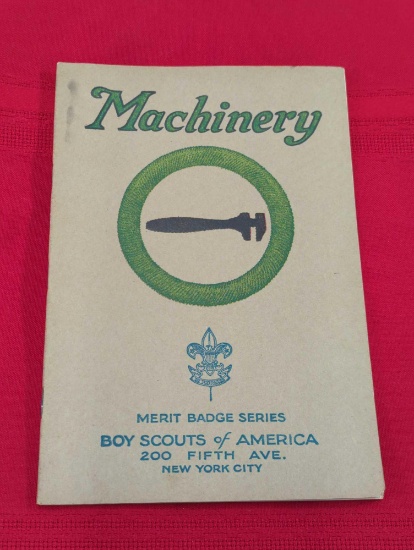 Machinery
MERIT BADGE SERIES
BOY SCOUTS of AMERICA
200 FIFTH AVE.
NEW YORK CITY